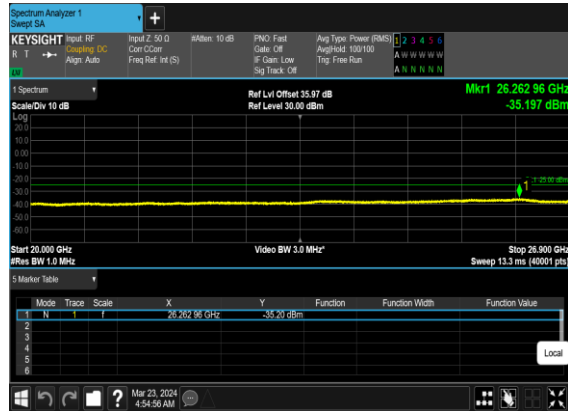 Spectrum Analyzer 1
Swept SA
+
KEYSIGHT
R T
Input: RF
Coupling: DC
Align: Auto
Input Z: 50 Ω
Corr CCorr
Freq Ref: Int (S)
#Atten: 10 dB
PNO: Fast
Gate: Off
IF Gain: Low
Sig Track: Off
Avg Type: Power (RMS)
Avg|Hold: 100/100
Trig: Free Run
1 2 3 4 5 6
A W W W W W
A N N N N N
1 Spectrum
Scale/Div 10 dB
Log
Ref Lvl Offset 35.97 dB
Ref Level 30.00 dBm
Mkr1 26.262 96 GHz
-35.197 dBm
20.0
10.0
0.00
-10.0
-20.0
-30.0
-40.0
-50.0
-60.0
1
-25.00 dBm
Start 20.000 GHz
#Res BW 1.0 MHz
Video BW 3.0 MHz*
Stop 26.900 GHz
Sweep 13.3 ms (40001 pts)
5 Marker Table
Mode Trace Scale X Y Function Function Width Function Value
1 N 1 f 26.262 96 GHz -35.20 dBm
2
3
4
5
6
Local
?
Mar 23, 2024
4:54:56 AM